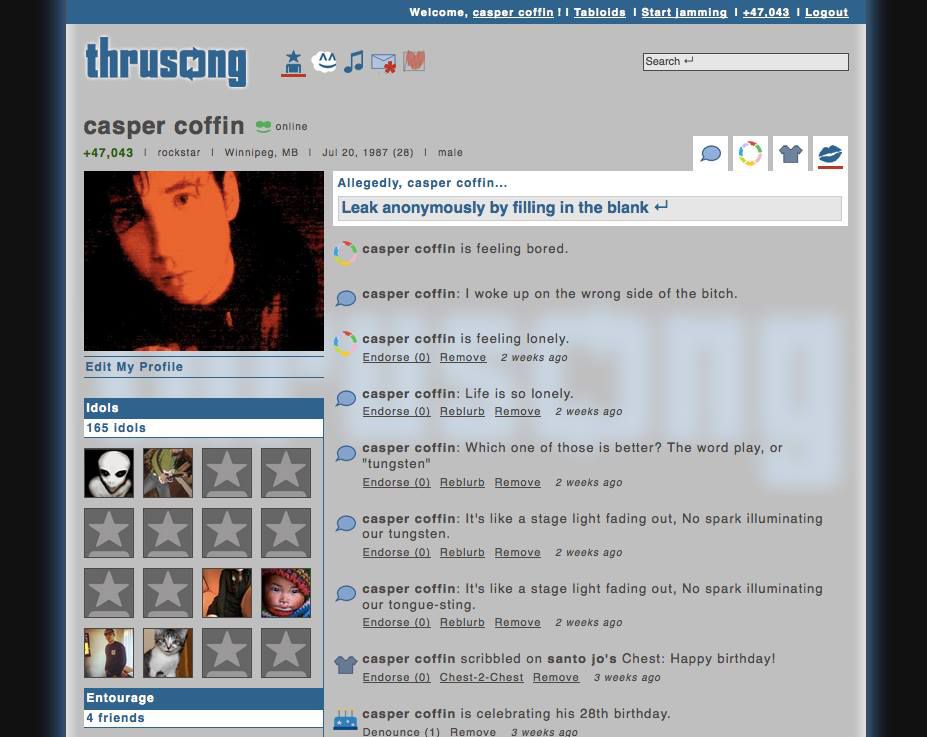 Welcome, casper coffin ! | Tabloids | Start jamming | +47,043 | Logout
thrusong
Search ↵
casper coffin online
+47,043 | rockstar | Winnipeg, MB | Jul 20, 1987 (28) | male
Allegedly, casper coffin...
Leak anonymously by filling in the blank ↵
casper coffin is feeling bored.
casper coffin: I woke up on the wrong side of the bitch.
casper coffin is feeling lonely.
Endorse (0) Remove 2 weeks ago
Edit My Profile
casper coffin: Life is so lonely.
Endorse (0) Reblurb Remove 2 weeks ago
Idols
165 idols
casper coffin: Which one of those is better? The word play, or
"tungsten"
Endorse (0) Reblurb Remove 2 weeks ago
casper coffin: It's like a stage light fading out, No spark illuminating
our tungsten.
Endorse (0) Reblurb Remove 2 weeks ago
casper coffin: It's like a stage light fading out, No spark illuminating
our tongue-sting.
Endorse (0) Reblurb Remove 2 weeks ago
casper coffin scribbled on santo jo's Chest: Happy birthday!
Endorse (0) Chest-2-Chest Remove 3 weeks ago
Entourage
4 friends
casper coffin is celebrating his 28th birthday.
Denounce (1) Remove 3 weeks ago